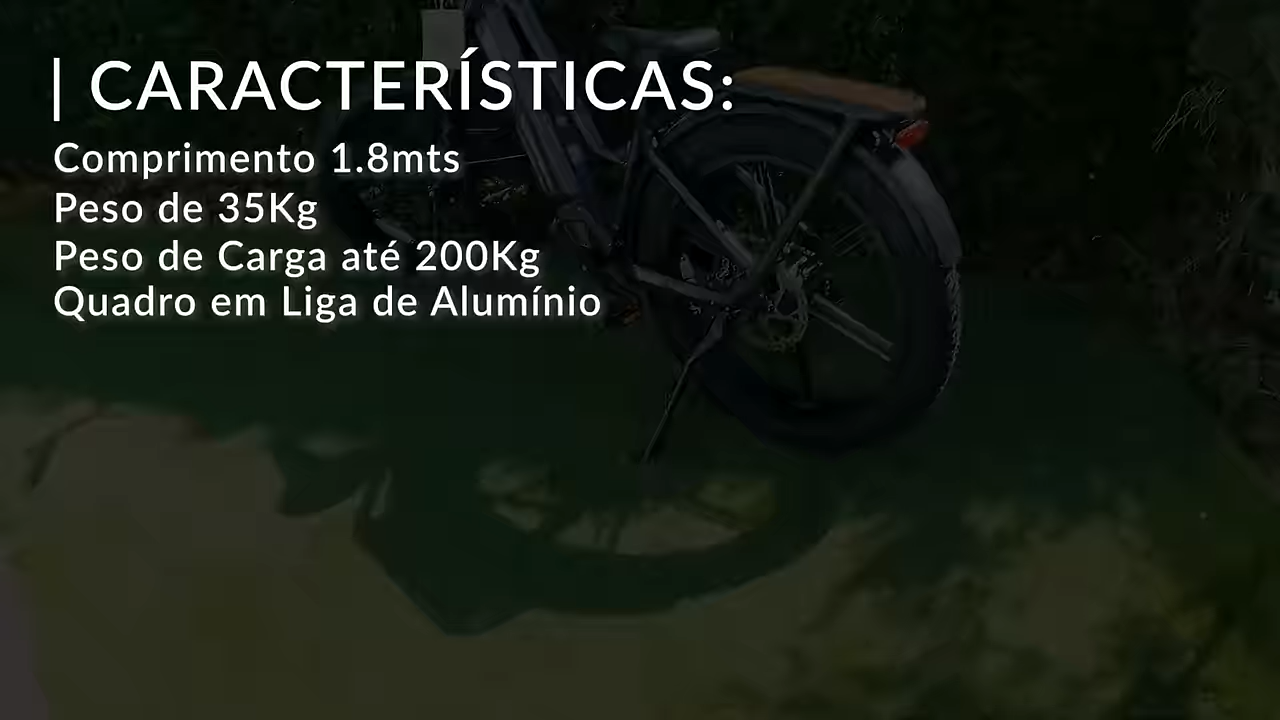 | CARACTERÍSTICAS:
Comprimento 1.8mts
Peso de 35Kg
Peso de Carga até 200Kg
Quadro em Liga de Alumínio